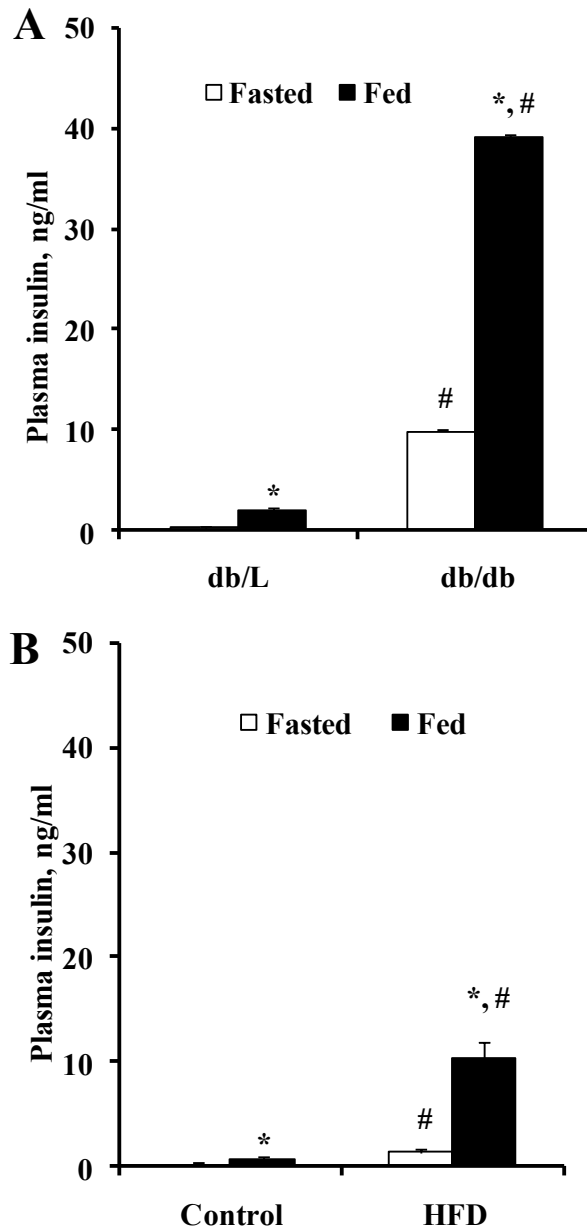 A
50
Fasted Fed
*, #
40
30
Plasma insulin, ng/ml
20
#
10
*
0
db/L db/db
B
50
Fasted Fed
40
30
Plasma insulin, ng/ml
20
*, #
10
#
*
0
Control HFD